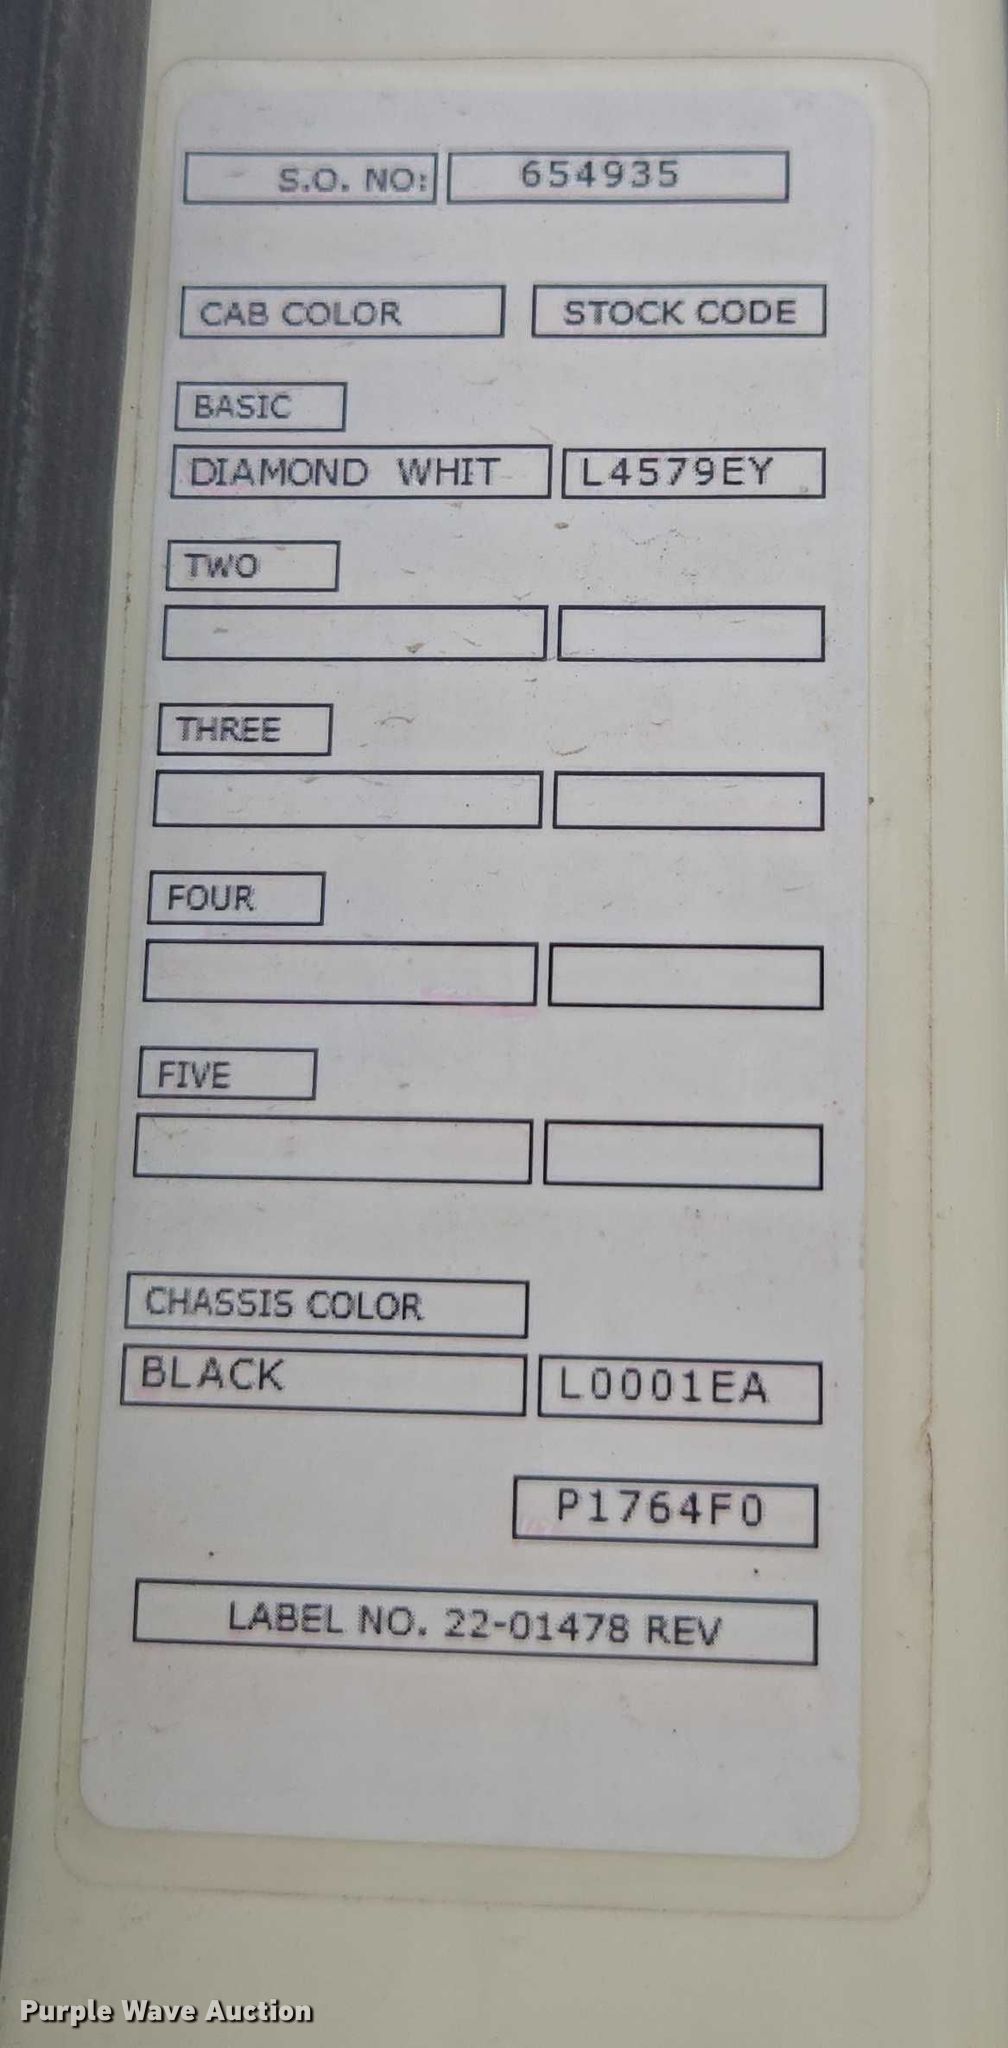 S.O. NO: 654935
CAB COLOR STOCK CODE
BASIC
DIAMOND WHIT L4579EY
TWO
THREE
FOUR
FIVE
CHASSIS COLOR
BLACK L0001EA
P1764F0
LABEL NO. 22-01478 REV
Purple Wave Auction